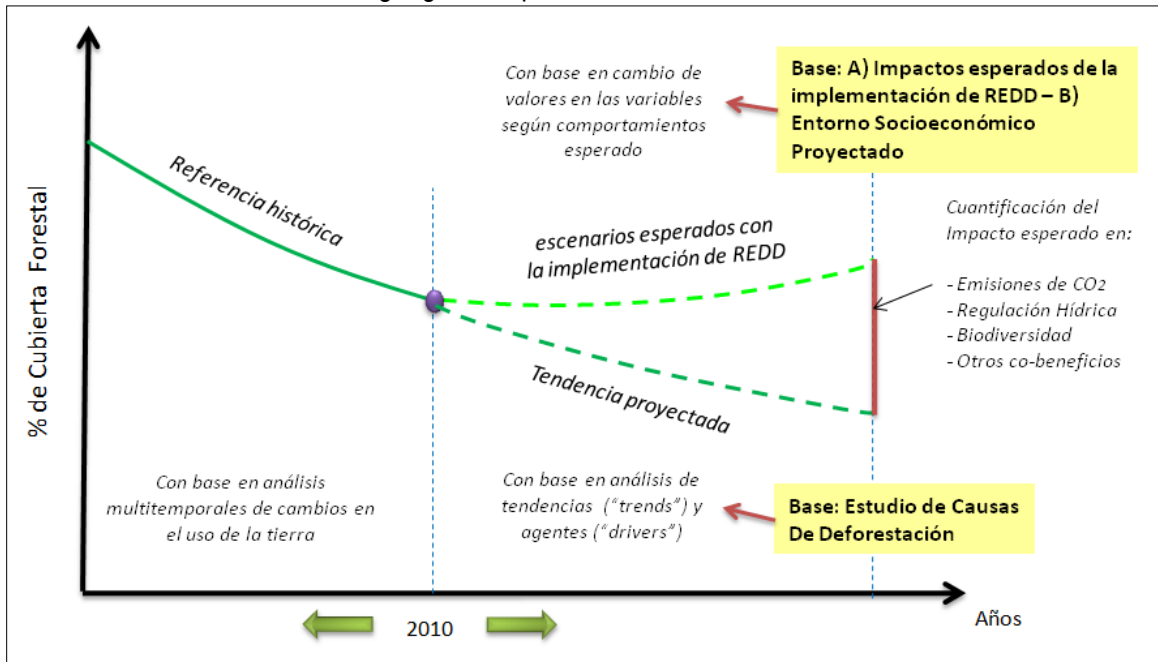 Con base en cambio de
valores en las variables
según comportamientos
esperado
Base: A) Impactos esperados de la
implementación de REDD – B)
Entorno Socioeconómico
Proyectado
% de Cubierta Forestal
Referencia histórica
escenarios esperados con
la implementación de REDD
Tendencia proyectada
Cuantificación del
Impacto esperado en:
- Emisiones de CO2
- Regulación Hídrica
- Biodiversidad
- Otros co-beneficios
Con base en análisis
multitemporales de cambios en
el uso de la tierra
Con base en análisis de
tendencias ("trends") y
agentes ("drivers")
Base: Estudio de Causas
De Deforestación
2010
Años